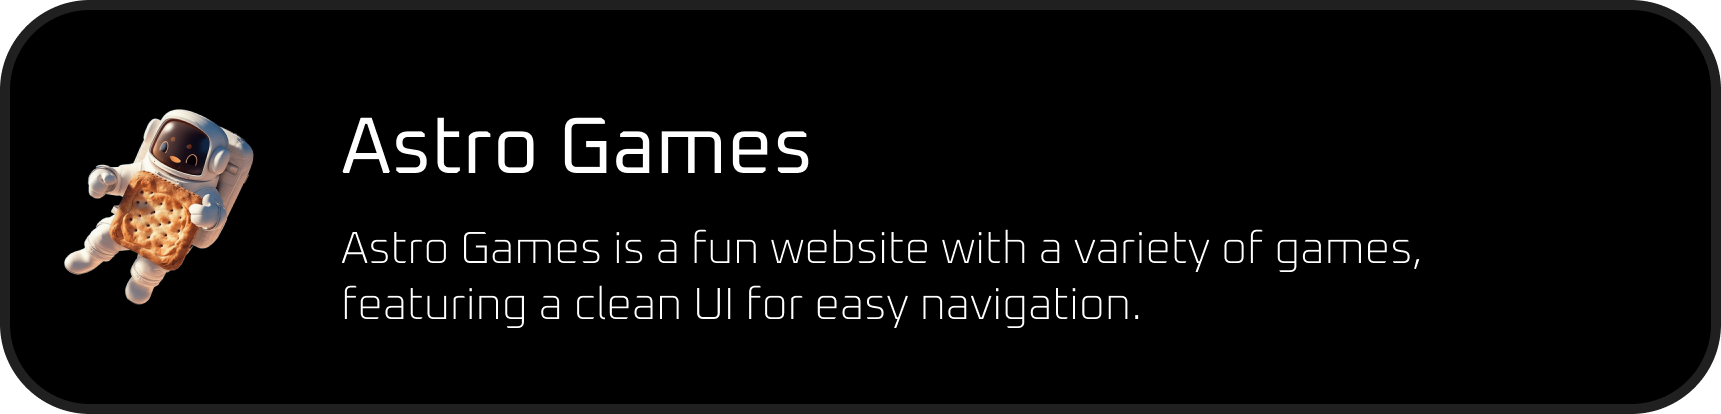 Astro Games
Astro Games is a fun website with a variety of games,
featuring a clean UI for easy navigation.